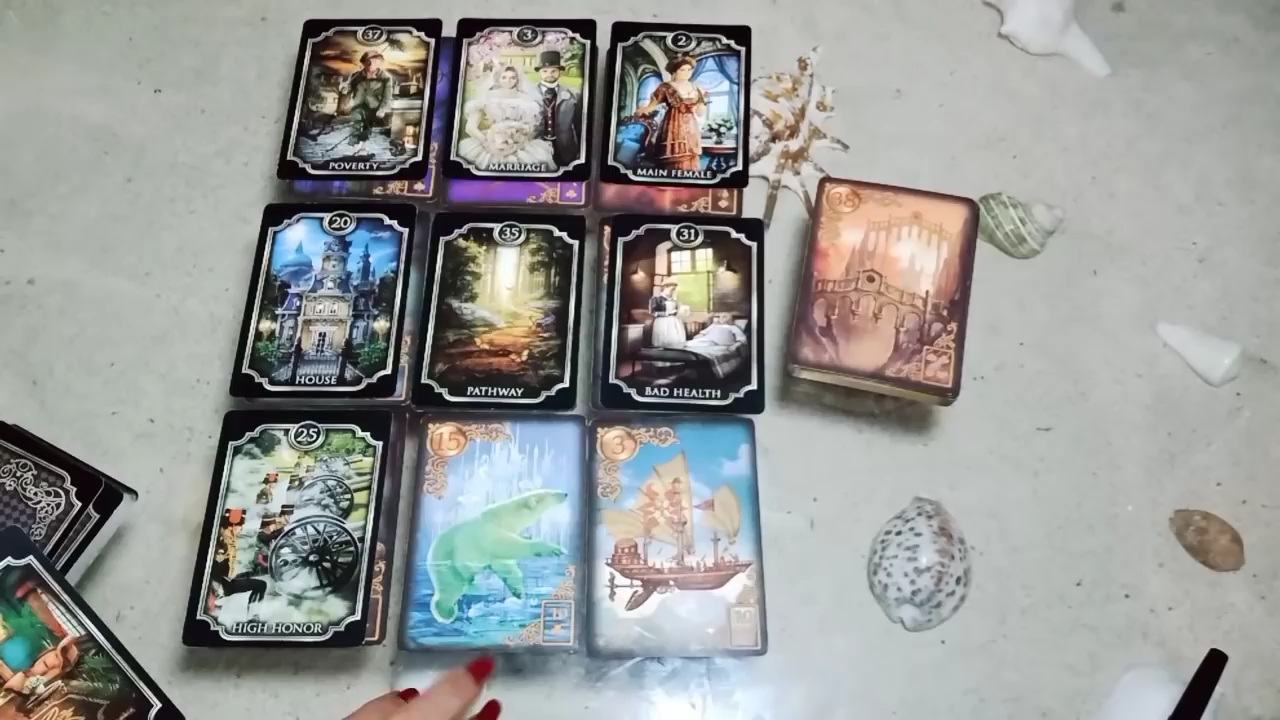 37
POVERTY
3
MARRIAGE
2
MAIN FEMALE
20
HOUSE
35
PATHWAY
31
BAD HEALTH
38
25
HIGH HONOR
15
3